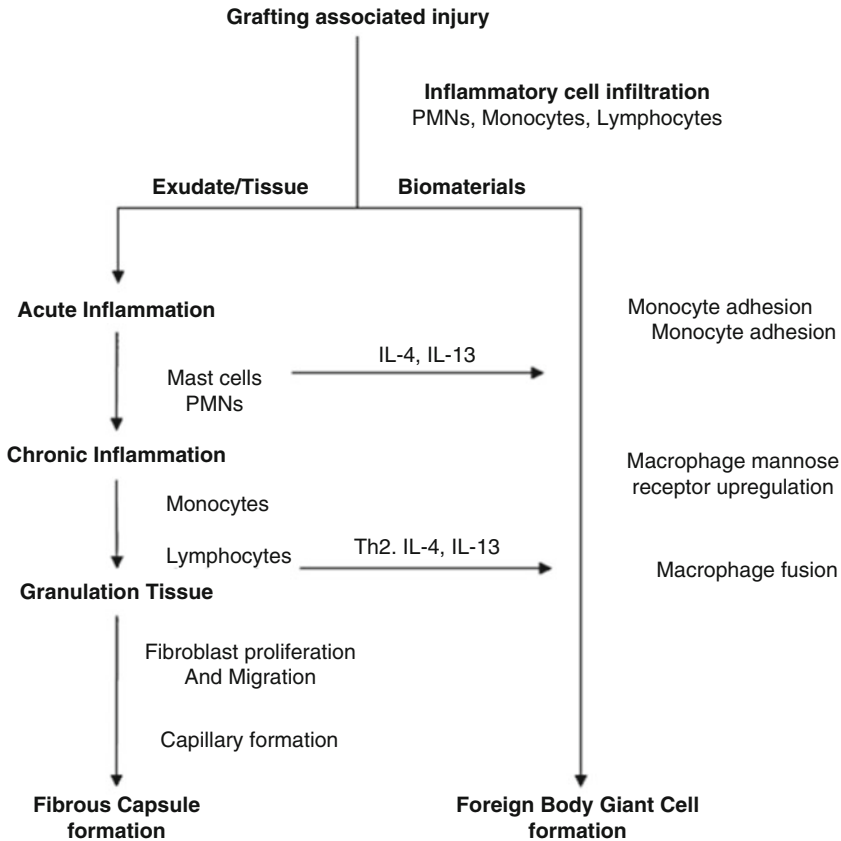 Grafting associated injury
Inflammatory cell infiltration
PMNs, Monocytes, Lymphocytes
Exudate/Tissue
Biomaterials
Acute Inflammation
Monocyte adhesion
Monocyte adhesion
IL-4, IL-13
Mast cells
PMNs
Chronic Inflammation
Macrophage mannose
receptor upregulation
Monocytes
Lymphocytes
Th2. IL-4, IL-13
Macrophage fusion
Granulation Tissue
Fibroblast proliferation
And Migration
Capillary formation
Fibrous Capsule
formation
Foreign Body Giant Cell
formation